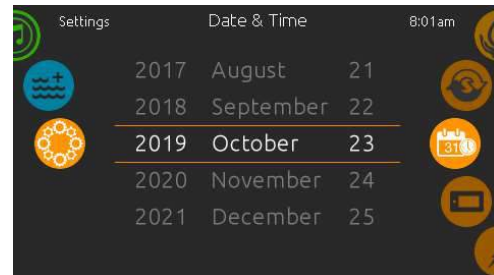 Settings Date & Time 8:01am
2017 August 21
2018 September 22
2019 October 23
2020 November 24
2021 December 25
31